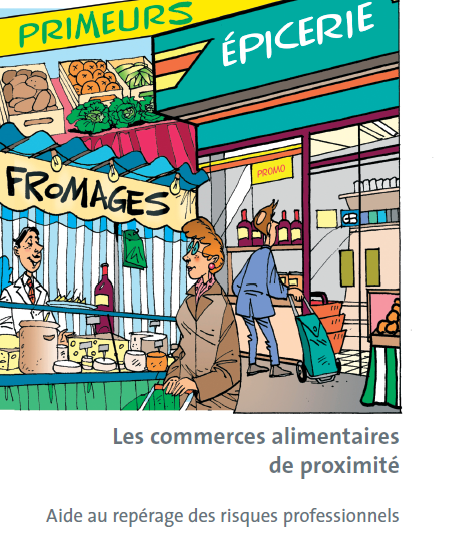 PRIMEURS
ÉPICERIE
FROMAGES
PROMO
Les commerces alimentaires
de proximité
Aide au repérage des risques professionnels